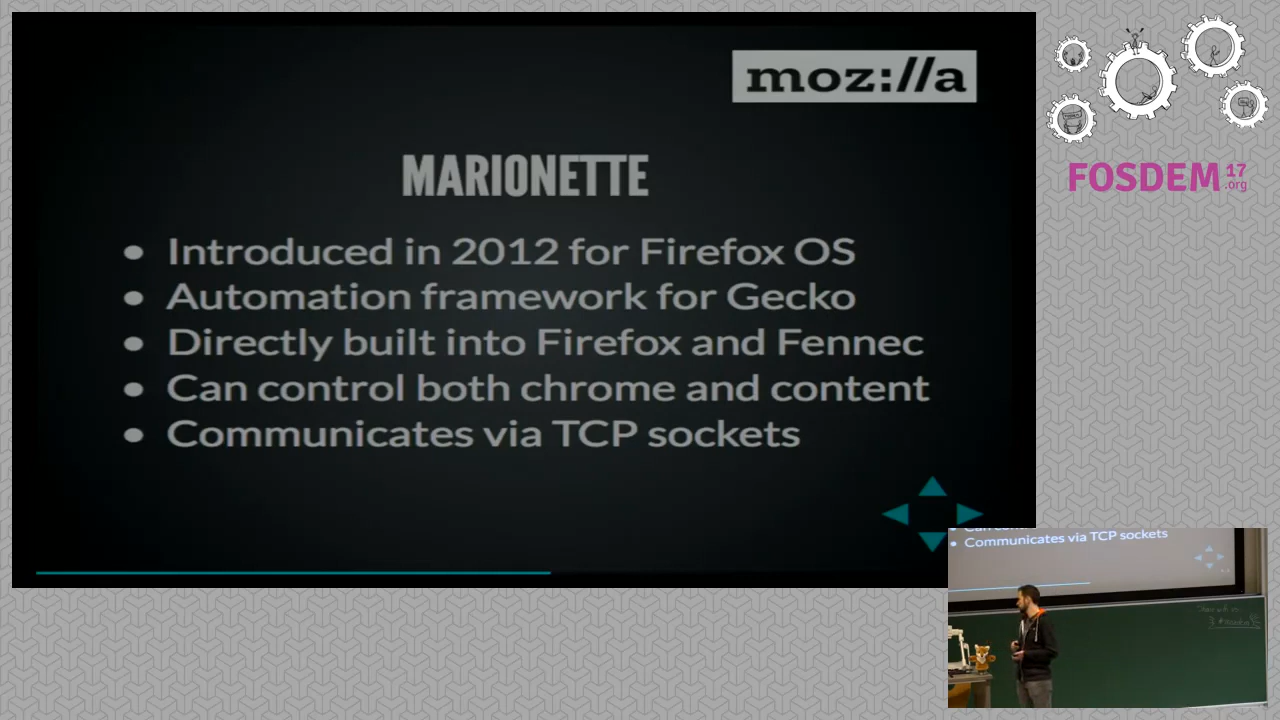 moz://a
MARIONETTE
• Introduced in 2012 for Firefox OS
• Automation framework for Gecko
• Directly built into Firefox and Fennec
• Can control both chrome and content
• Communicates via TCP sockets
FOSDEM 17
.org
• Communicates via TCP sockets